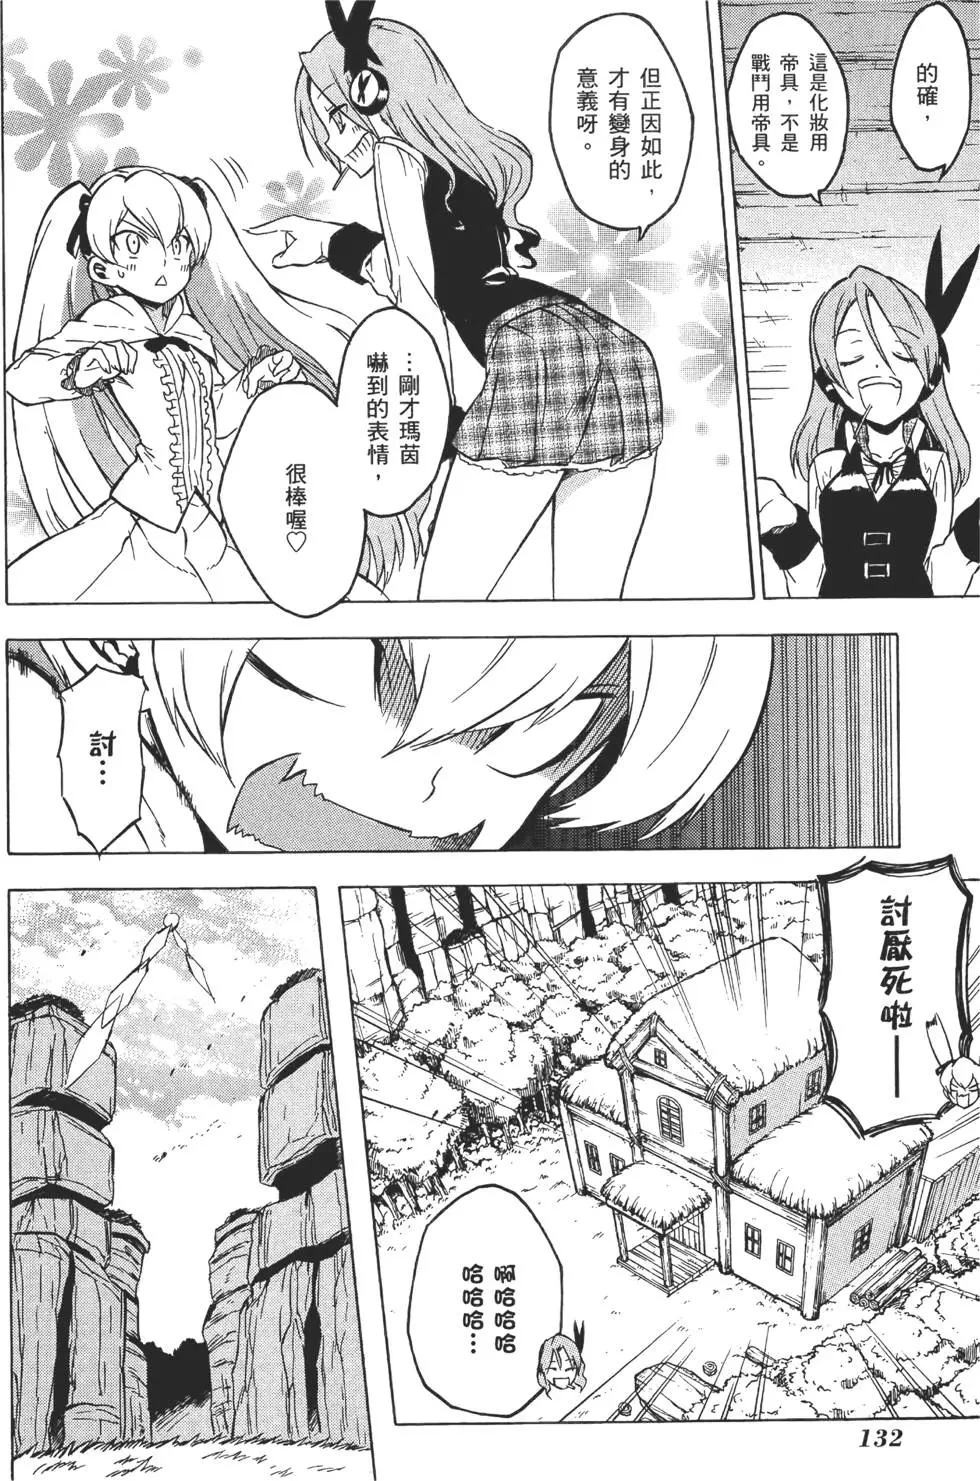 的確，
這是化妝用
帝具，不是
戰鬥用帝具。
但正因如此，
才有變身的
意義呀。
…剛才瑪茵
嚇到的表情，
很棒喔♡
討…
討厭死啦——
啊哈哈哈
哈哈哈…
132